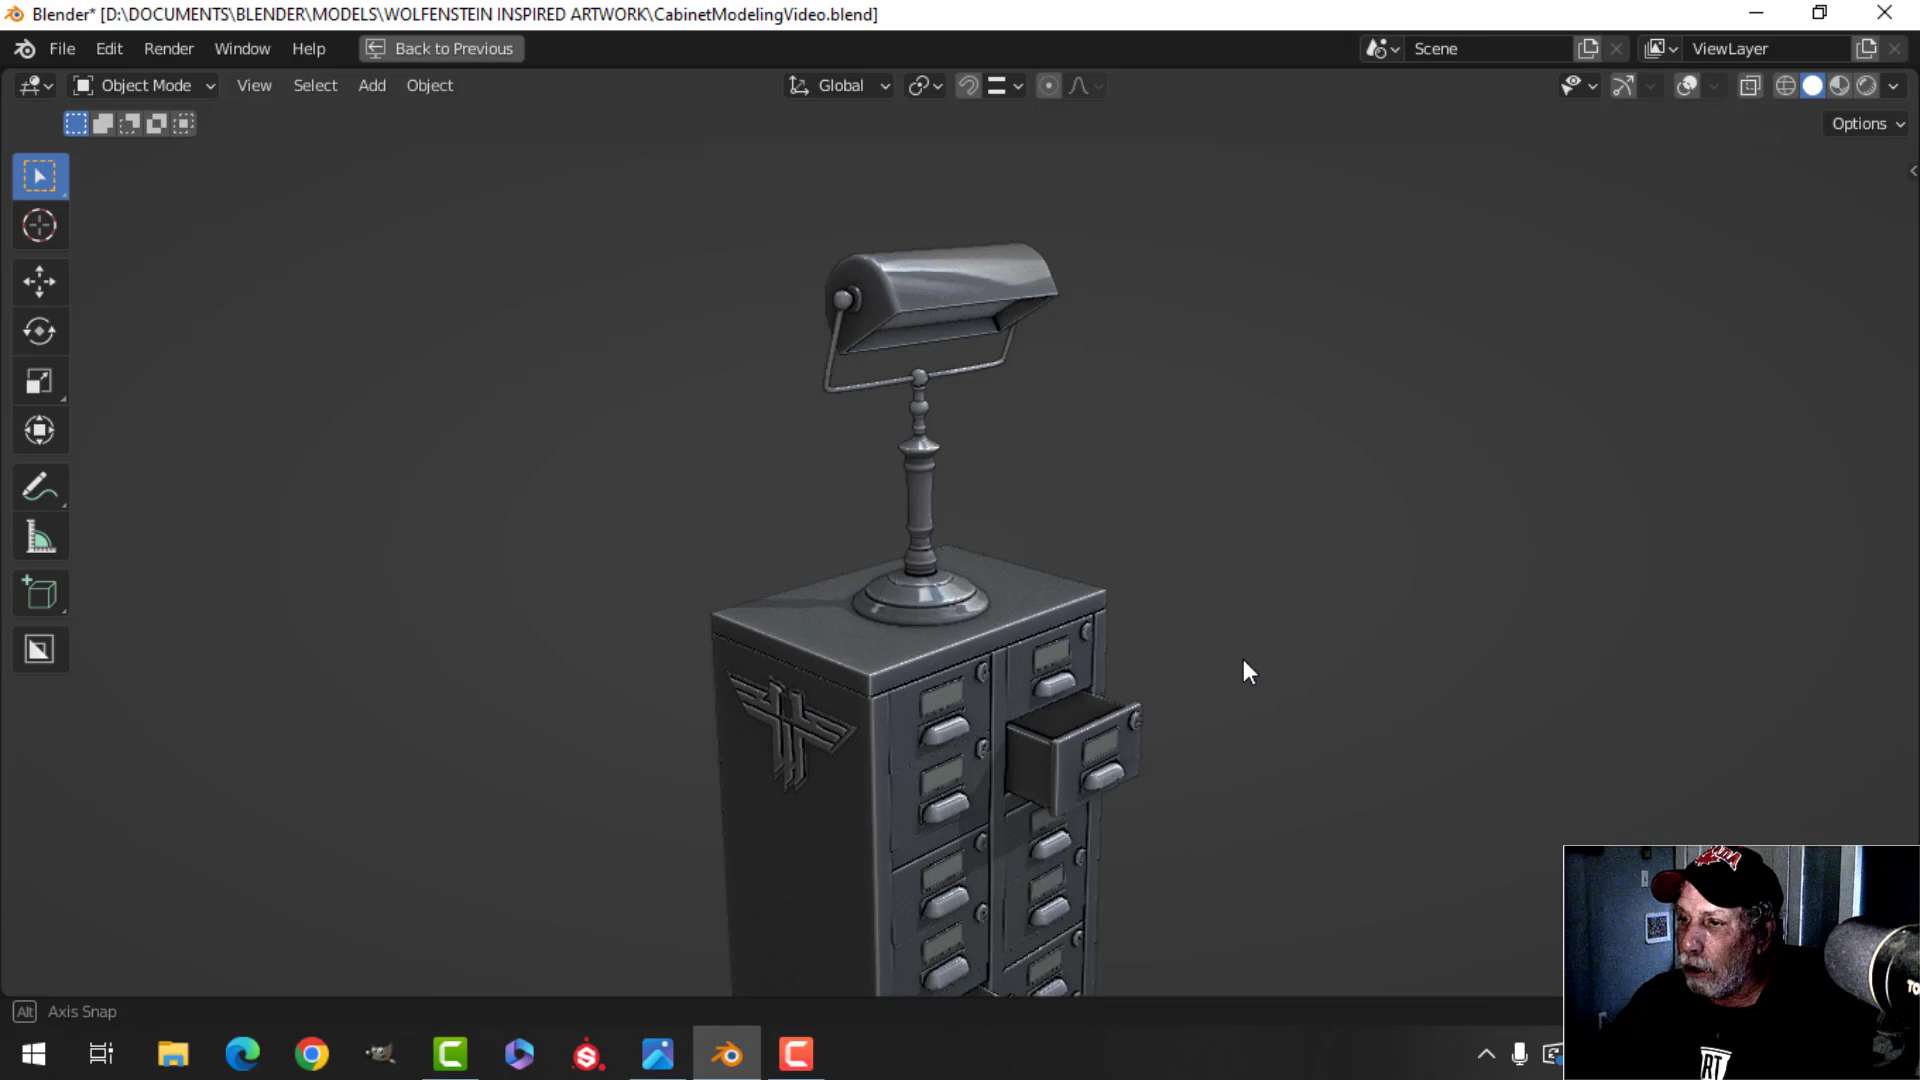 Blender* [D:\DOCUMENTS\BLENDER\MODELS\WOLFENSTEIN INSPIRED ARTWORK\CabinetModelingVideo.blend]
File Edit Render Window Help Back to Previous Scene ViewLayer
Object Mode View Select Add Object Global
Options
Alt Axis Snap